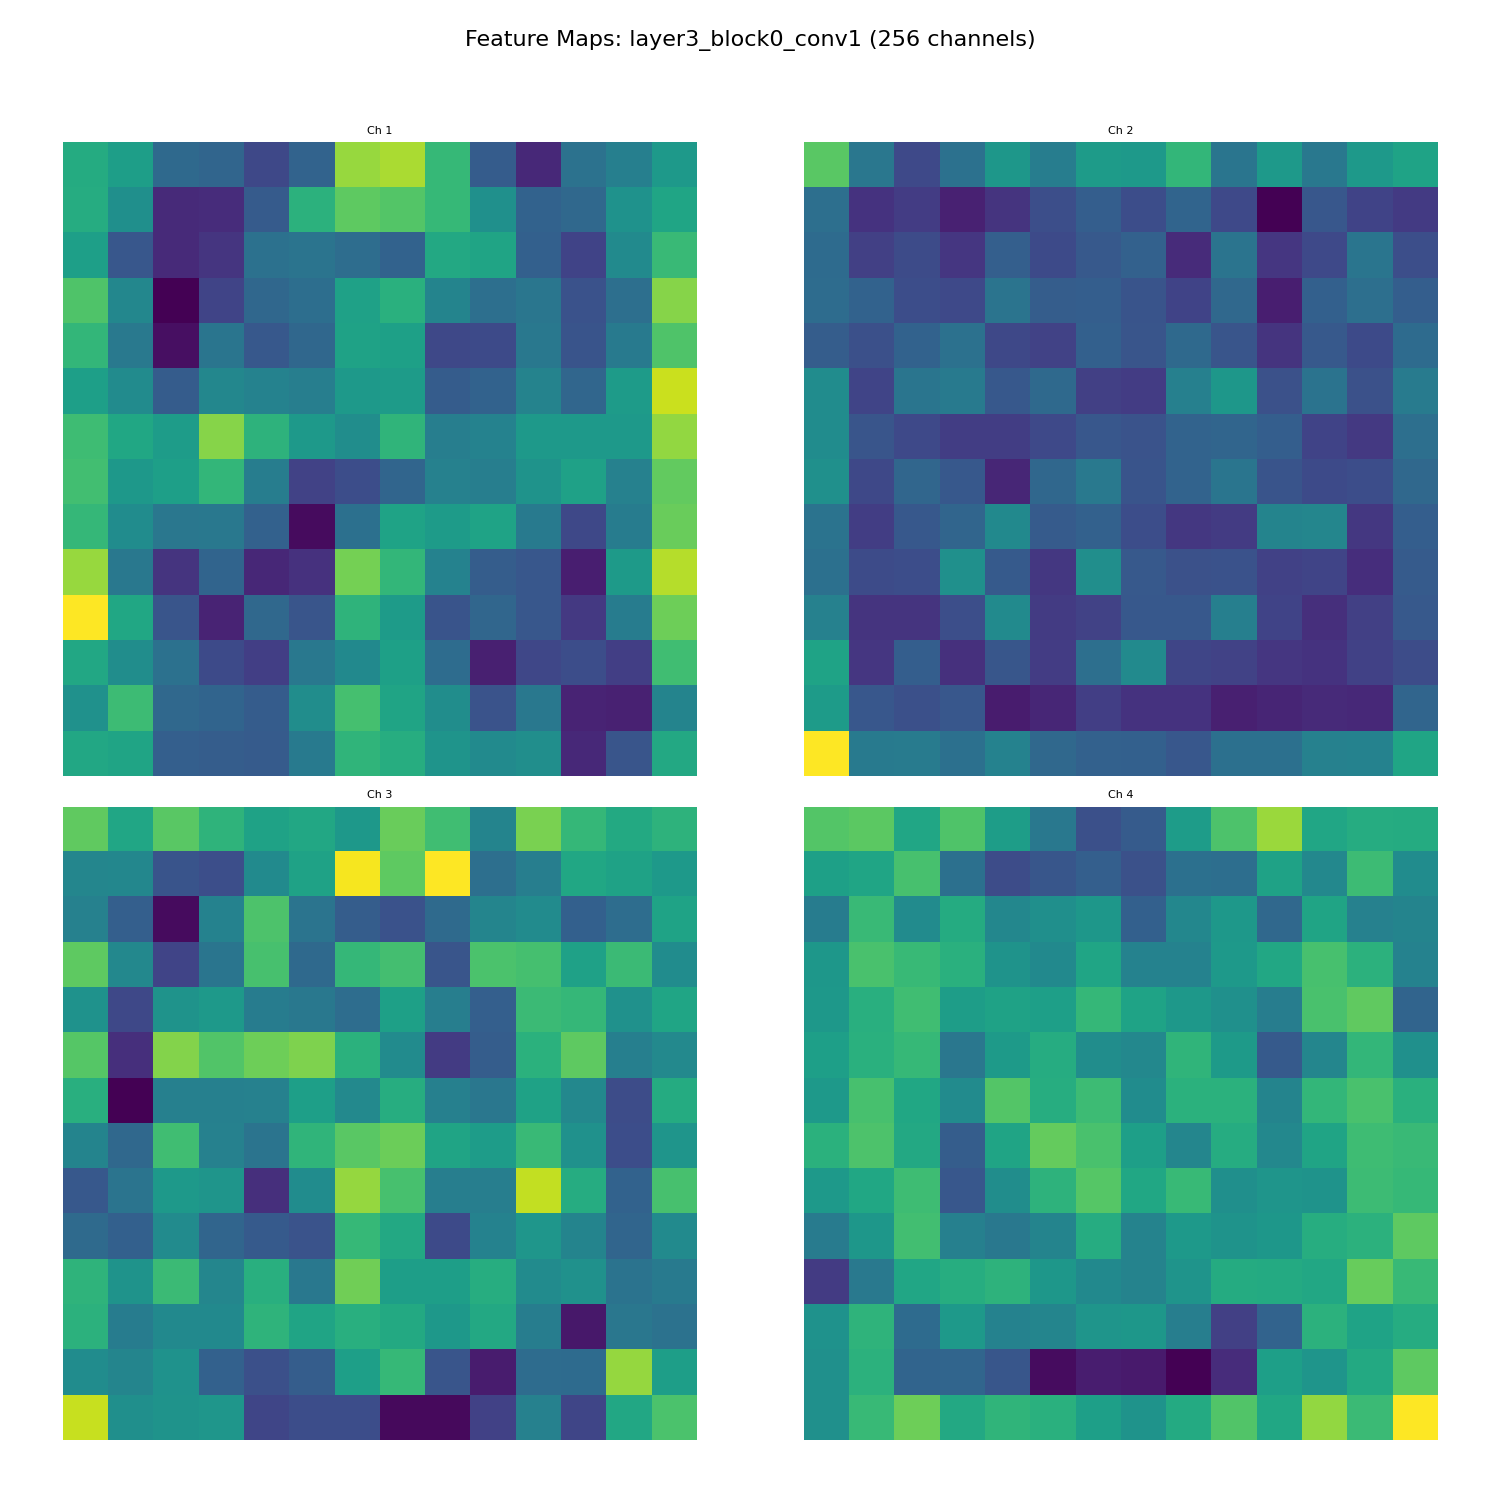 Feature Maps: layer3_block0_conv1 (256 channels)
Ch 1
Ch 2
Ch 3
Ch 4